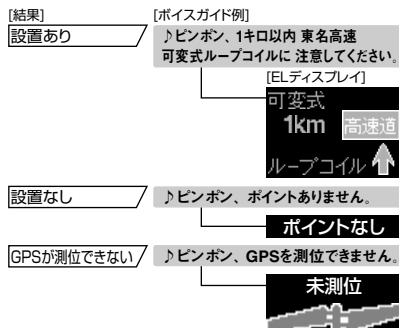 [結果]
[ボイスガイド例]
設置あり
♪ピンポン、1キロ以内 東名高速
可変式ループコイルに 注意してください。
[ELディスプレイ]
可変式
1km 高速道
ループコイル
設置なし
♪ピンポン、ポイントありません。
ポイントなし
GPSが測位できない
♪ピンポン、GPSを測位できません。
未測位